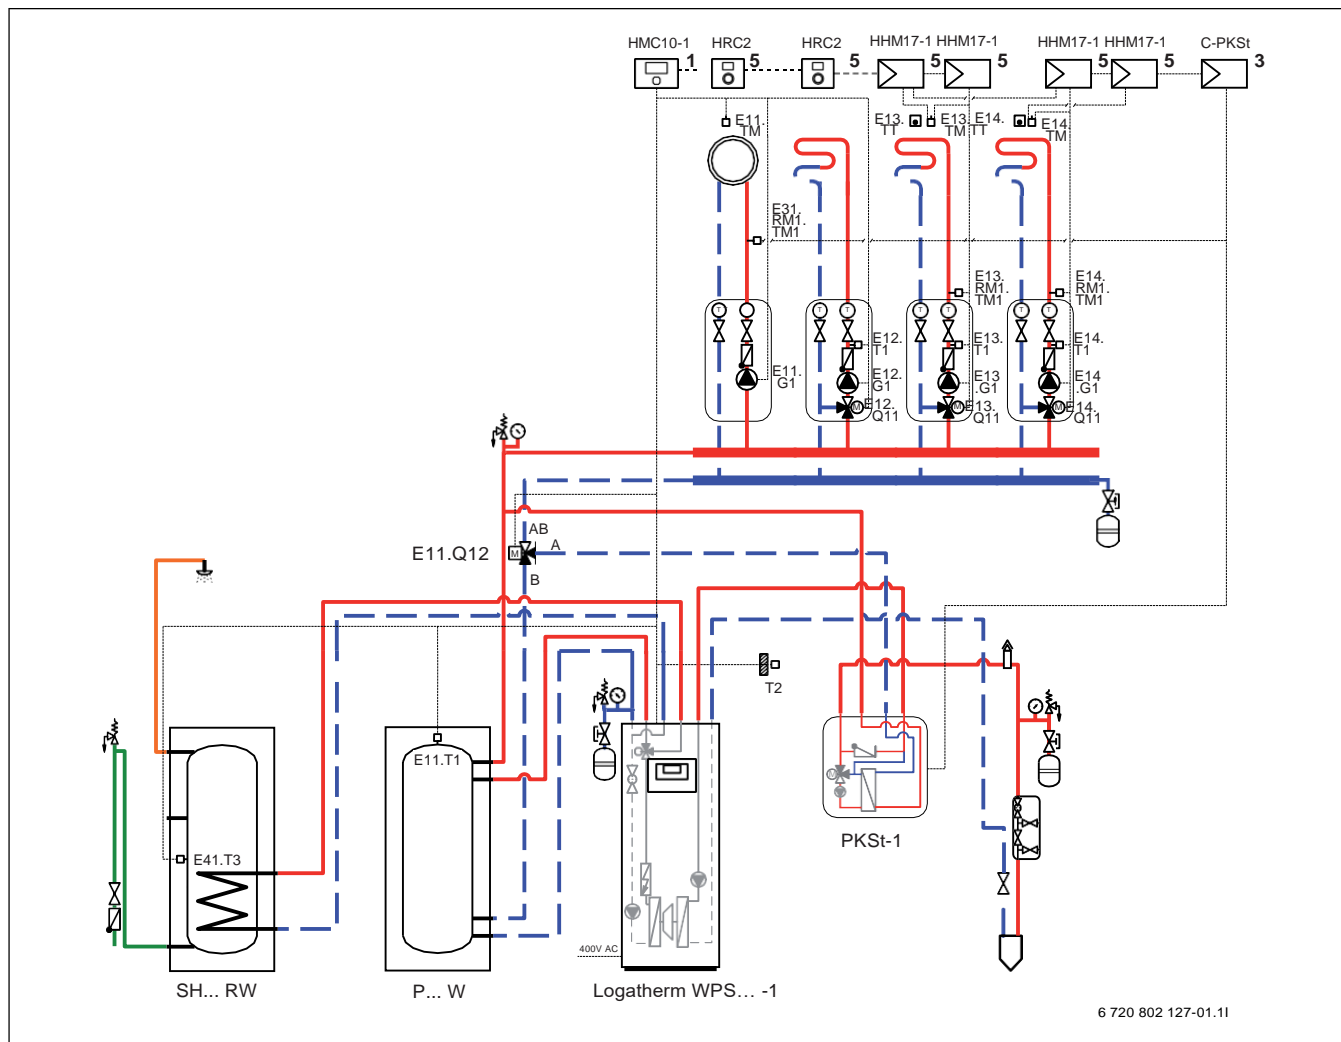 HMC10-1
HRC2
HRC2
HHM17-1
HHM17-1
HHM17-1
HHM17-1
C-PKSt
1
5
5
5
5
5
5
3
E11.
TM
E13.
TT
E13.
TM
E14.
TT
E14.
TM
E31.
RM1.
TM1
E13.
RM1.
TM1
E14.
RM1.
TM1
T
T
T
T
T
T
T
E12.
T1
E13.
T1
E14.
T1
E11.
G1
E12.
G1
E13
.G1
E14
.G1
M
E12.
Q11
M
E13.
Q11
M
E14.
Q11
AB
E11.Q12
M
A
B
T2
E11.T1
M
PKSt-1
E41.T3
400V AC
SH... RW
P... W
Logatherm WPS... -1
6 720 802 127-01.1I